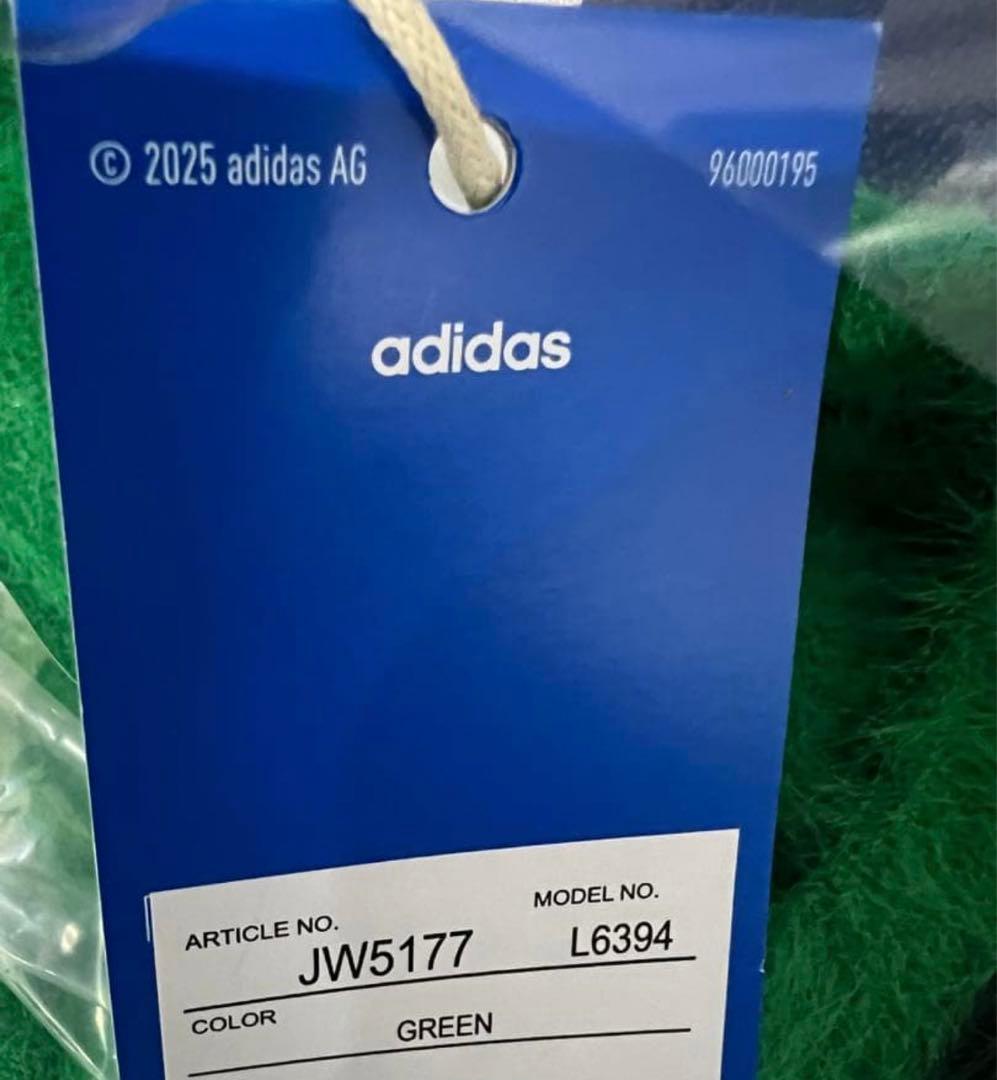 © 2025 adidas AG 96000195
adidas
ARTICLE NO. MODEL NO.
JW5177 L6394
COLOR GREEN